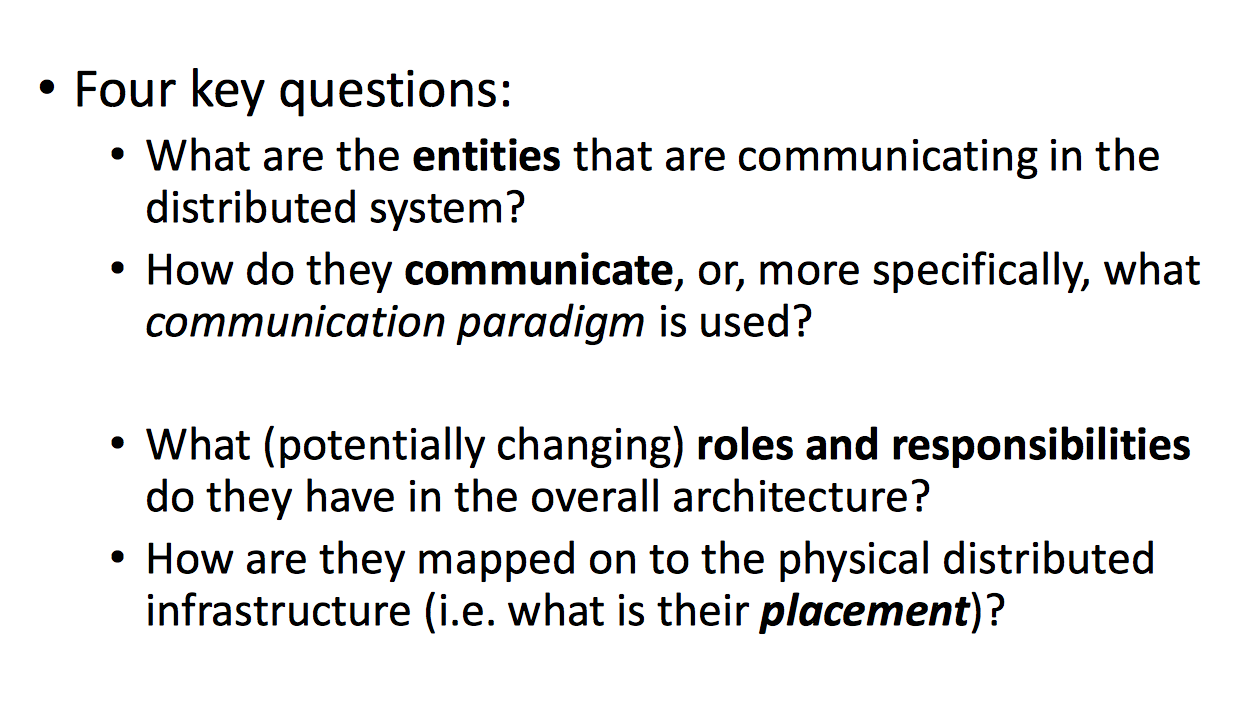 • Four key questions:
• What are the entities that are communicating in the
distributed system?
• How do they communicate, or, more specifically, what
communication paradigm is used?
• What (potentially changing) roles and responsibilities
do they have in the overall architecture?
• How are they mapped on to the physical distributed
infrastructure (i.e. what is their placement)?